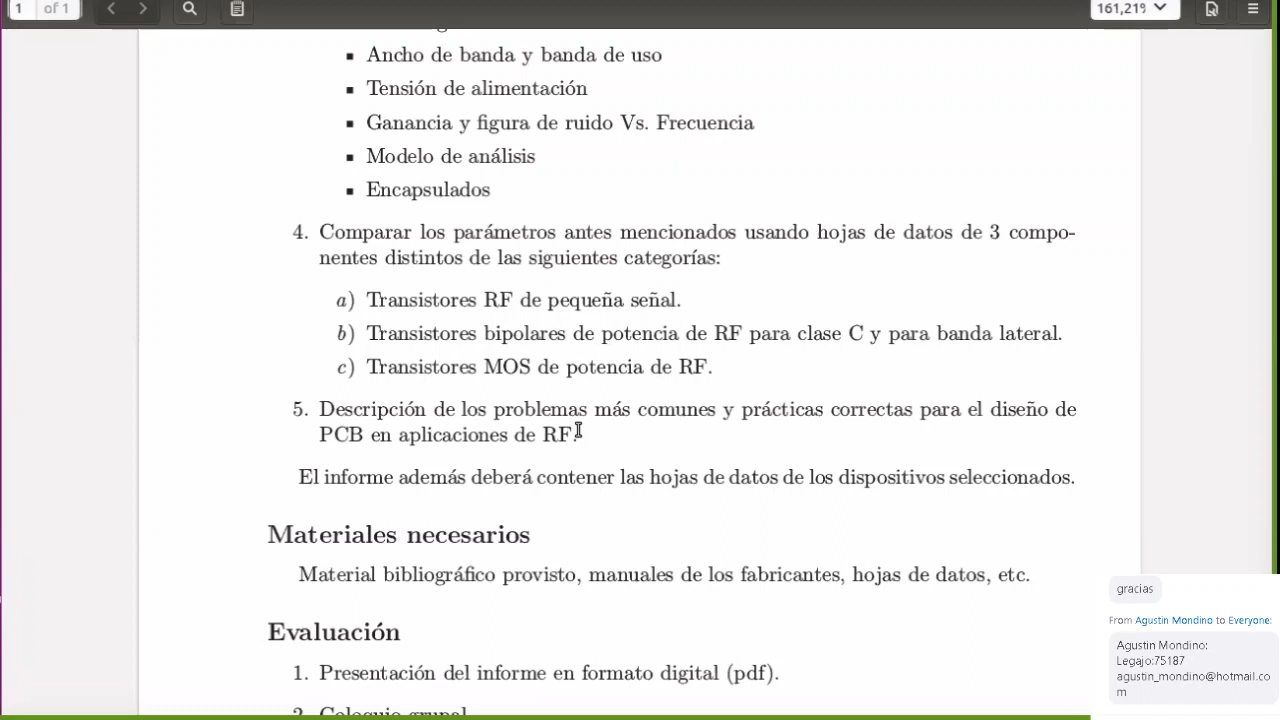 1 of 1
161,21%
▪ Ancho de banda y banda de uso
▪ Tensión de alimentación
▪ Ganancia y figura de ruido Vs. Frecuencia
▪ Modelo de análisis
▪ Encapsulados
4. Comparar los parámetros antes mencionados usando hojas de datos de 3 compo-
nentes distintos de las siguientes categorías:
a) Transistores RF de pequeña señal.
b) Transistores bipolares de potencia de RF para clase C y para banda lateral.
c) Transistores MOS de potencia de RF.
5. Descripción de los problemas más comunes y prácticas correctas para el diseño de
PCB en aplicaciones de RF.
El informe además deberá contener las hojas de datos de los dispositivos seleccionados.
Materiales necesarios
Material bibliográfico provisto, manuales de los fabricantes, hojas de datos, etc.
Evaluación
1. Presentación del informe en formato digital (pdf).
2. Coloquio grupal
gracias
From Agustin Mondino to Everyone:
Agustin Mondino:
Legajo:75187
agustin_mondino@hotmail.co
m